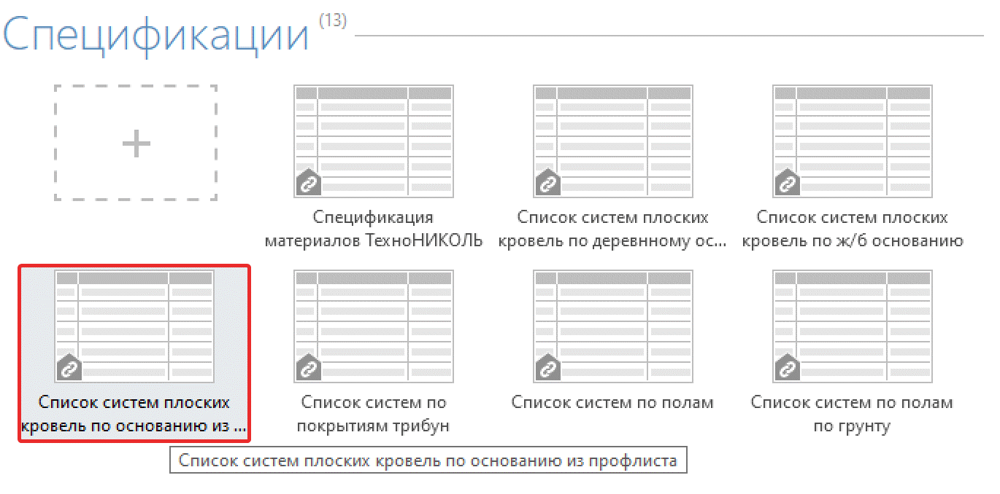 Спецификации (13)
+
Спецификация
материалов ТехноНИКОЛЬ
Список систем плоских
кровель по деревнному ос...
Список систем плоских
кровель по ж/б основанию
Список систем плоских
кровель по основанию из ...
Список систем по
покрытиям трибун
Список систем по полам
Список систем по полам
по грунту
Список систем плоских кровель по основанию из профлиста